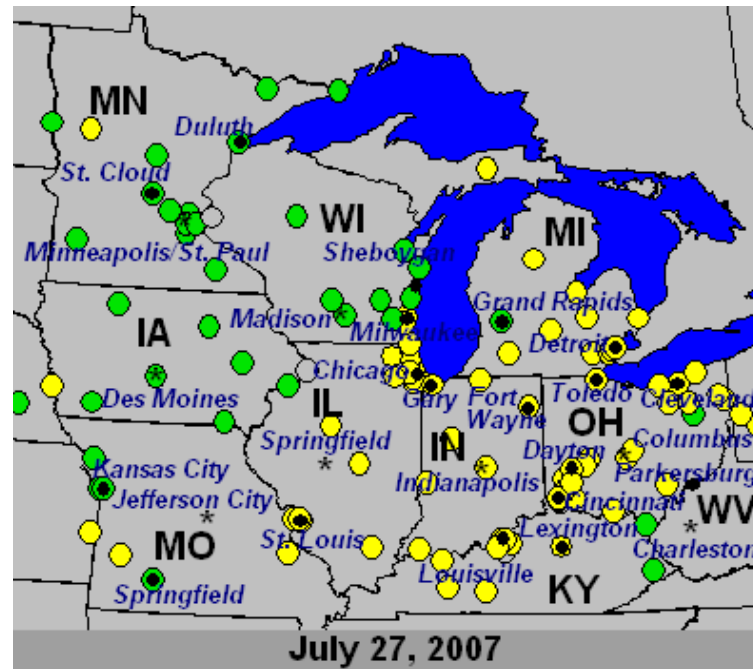 MN
Duluth
St. Cloud
WI
MI
Minneapolis/St. Paul
Sheboygan
Grand Rapids
IA
Madison
Milwaukee
Detroit
Chicago
Des Moines
Gary
Fort
Wayne
Toledo
Cleveland
IL
OH
Springfield
IN
Dayton
Columbus
Kansas City
Indianapolis
Parkersburg
Jefferson City
Cincinnati
WV
MO
St. Louis
Lexington
Charleston
Springfield
Louisville
KY
July 27, 2007